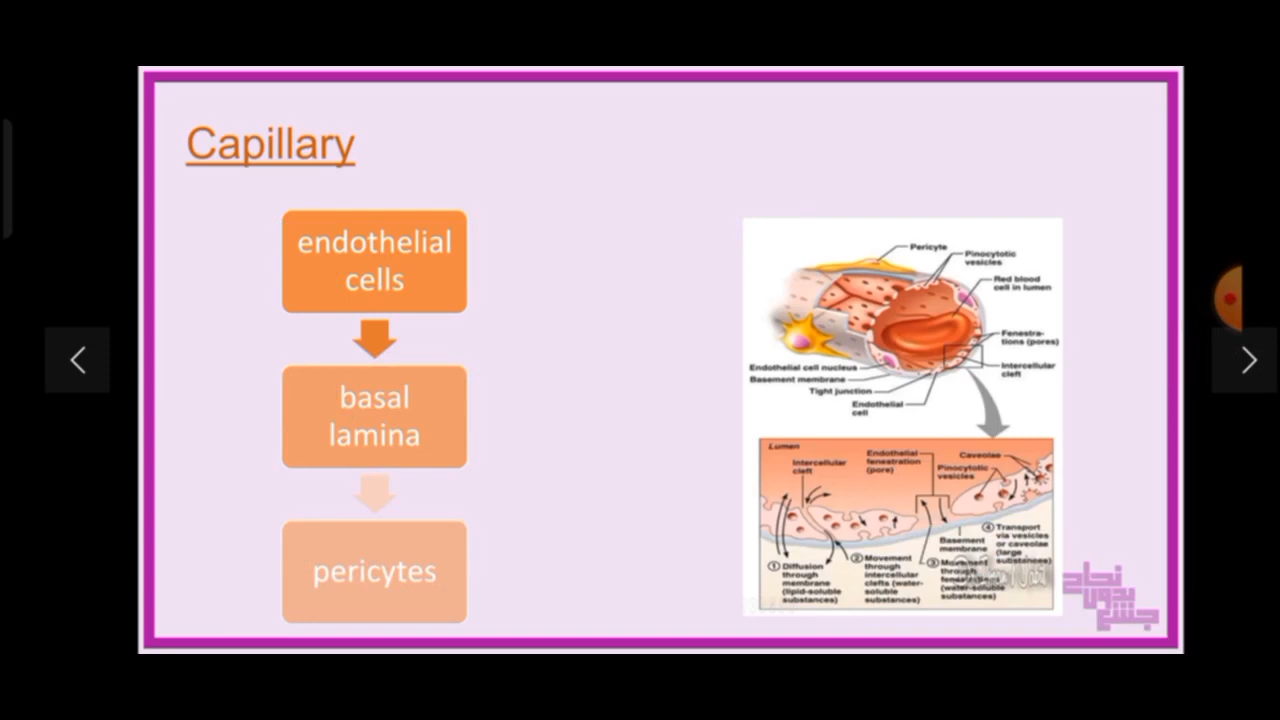 Capillary
endothelial
cells
basal
lamina
pericytes
Pericyte
Pinocytotic
vesicles
Red blood
cell in lumen
Fenestra-
tions (pores)
Intercellular
cleft
Endothelial cell nucleus
Basement membrane
Tight junction
Endothelial
cell
Lumen
Intercellular
cleft
Endothelial
fenestration
(pore)
Caveolae
Pinocytotic
vesicles
Basement
membrane
① Diffusion
through
membrane
(lipid-soluble
substances)
② Movement
through
intercellular
clefts (water-
soluble
substances)
③ Movement
through
fenestrations
(water-soluble
substances)
④ Transport
via vesicles
or caveolae
(large
substances)